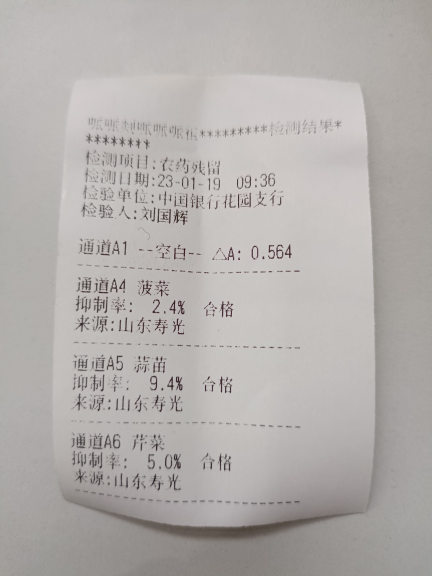 *********检测结果*
********
检测项目:农药残留
检测日期:23-01-19 09:36
检验单位:中国银行花园支行
检验人:刘国辉
通道A1 --空白-- △A: 0.564
通道A4 菠菜
抑制率: 2.4% 合格
来源:山东寿光
通道A5 蒜苗
抑制率: 9.4% 合格
来源:山东寿光
通道A6 芹菜
抑制率: 5.0% 合格
来源:山东寿光